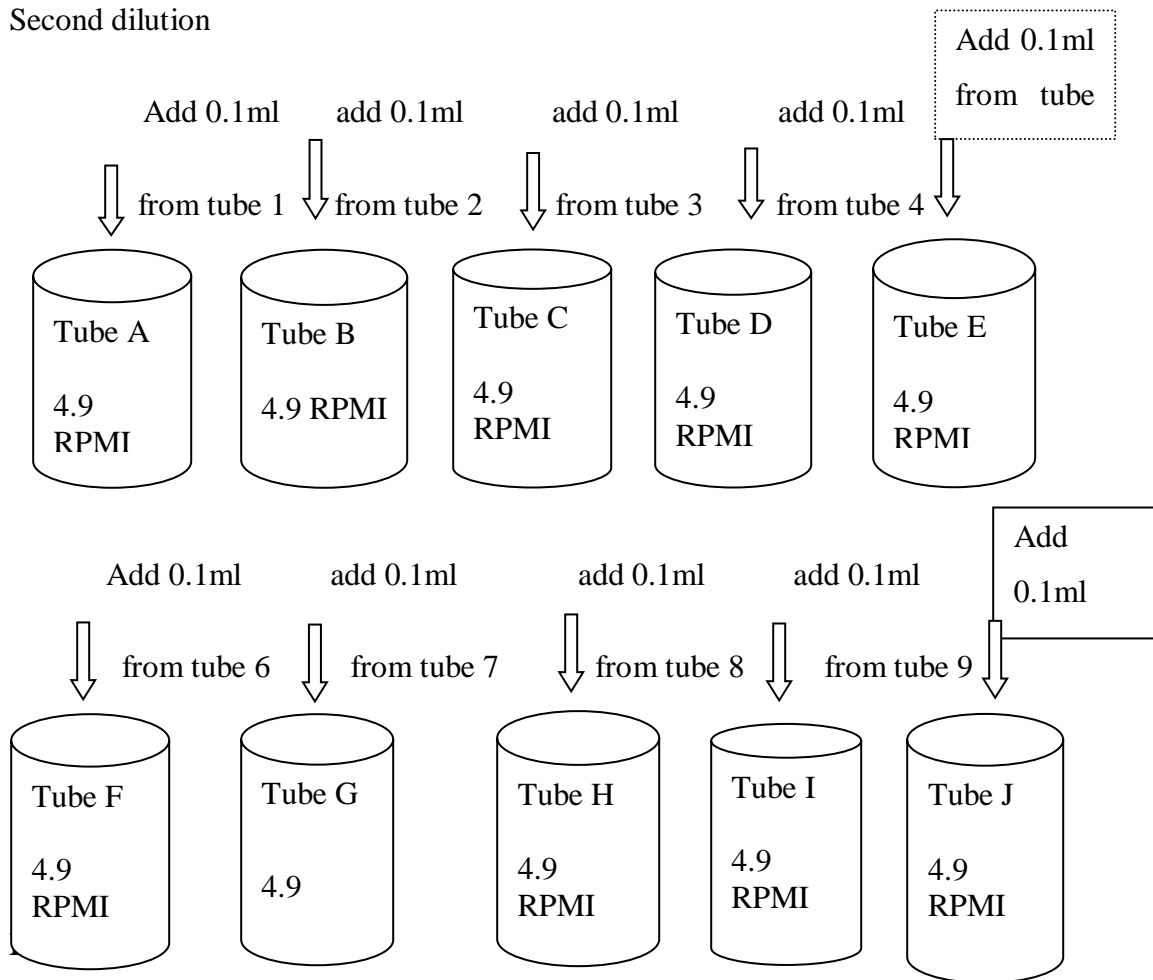 Second dilution
Add 0.1ml
from tube
Add 0.1ml add 0.1ml add 0.1ml add 0.1ml
from tube 1 from tube 2 from tube 3 from tube 4
Tube A Tube B Tube C Tube D Tube E
4.9 RPMI 4.9 RPMI 4.9 RPMI 4.9 RPMI 4.9 RPMI
Add
0.1ml
Add 0.1ml add 0.1ml add 0.1ml add 0.1ml
from tube 6 from tube 7 from tube 8 from tube 9
Tube F Tube G Tube H Tube I Tube J
4.9 RPMI 4.9 4.9 RPMI 4.9 RPMI 4.9 RPMI